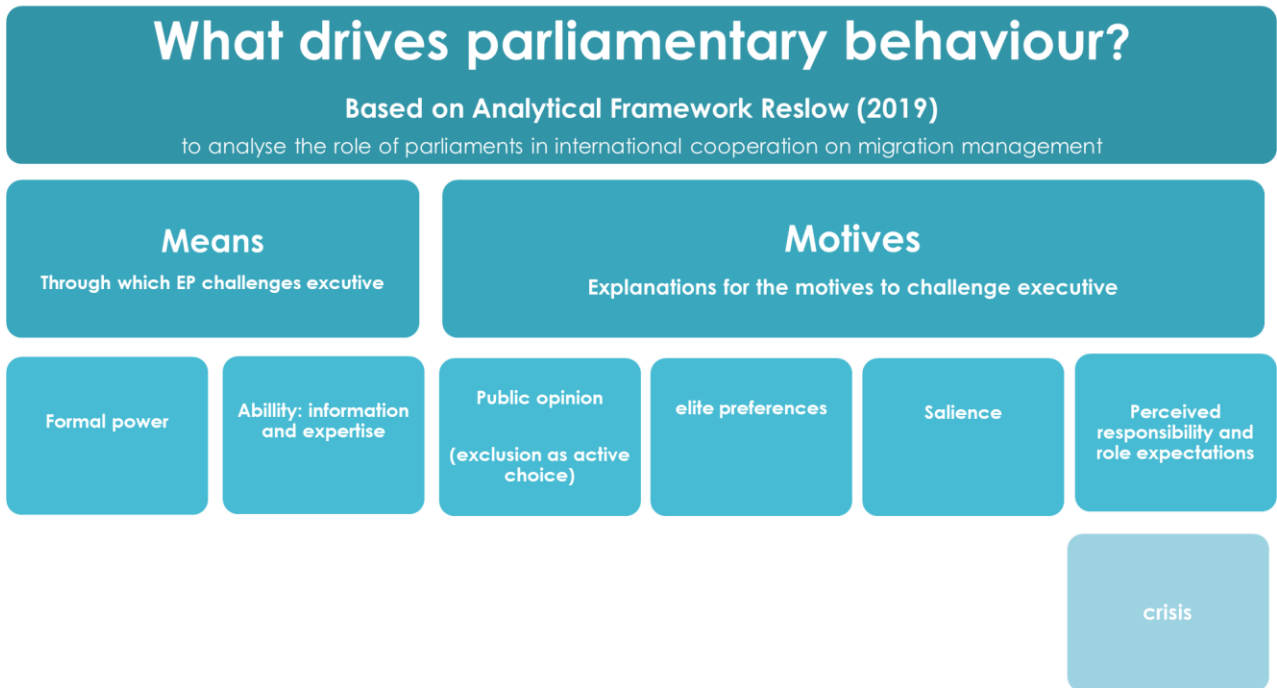 What drives parliamentary behaviour?
Based on Analytical Framework Reslow (2019)
to analyse the role of parliaments in international cooperation on migration management
Means
Through which EP challenges excutive
Motives
Explanations for the motives to challenge executive
Formal power
Abillity: information
and expertise
Public opinion
(exclusion as active
choice)
elite preferences
Salience
Perceived
responsibility and
role expectations
crisis